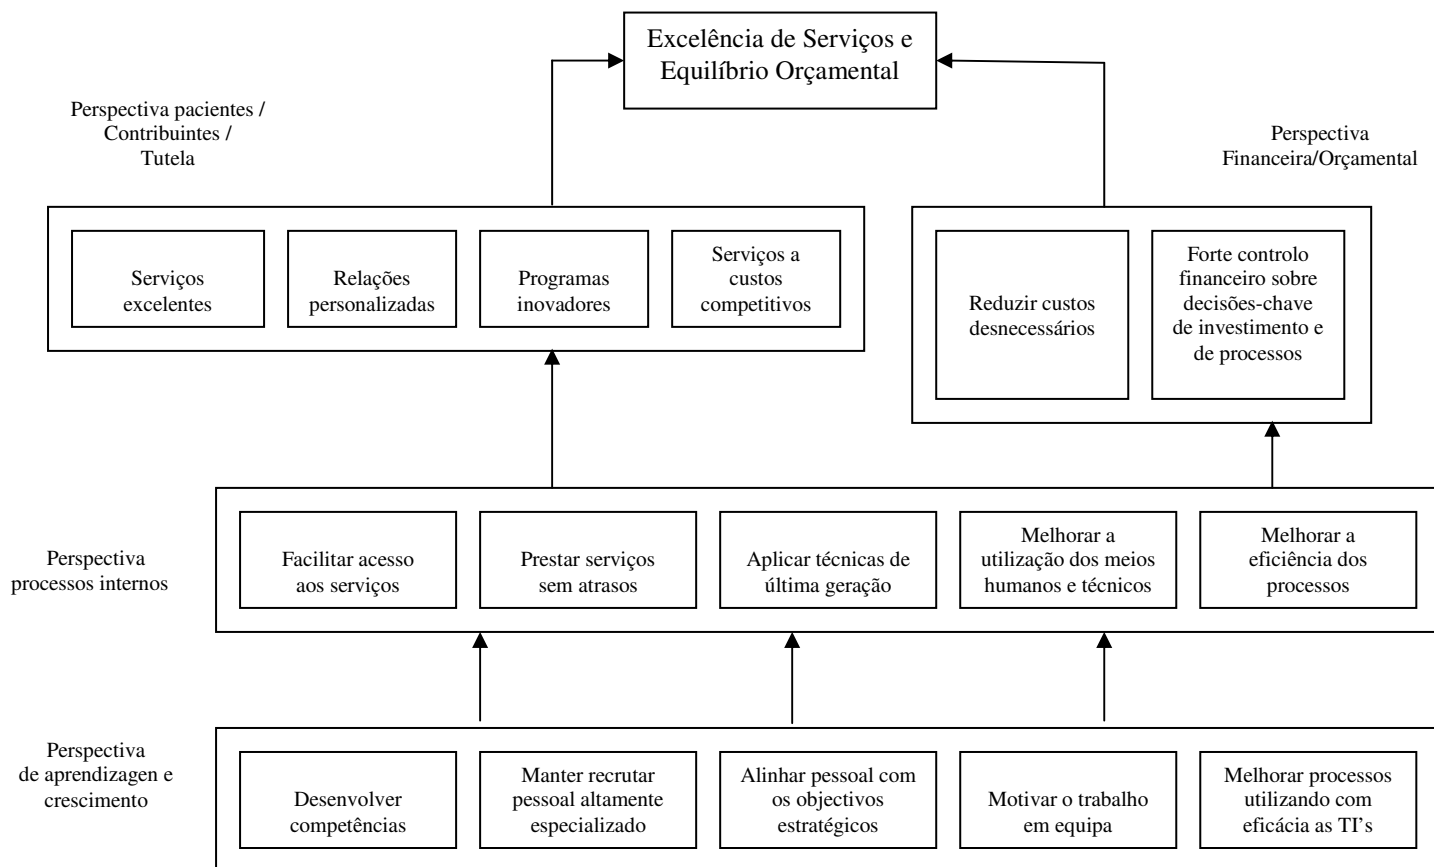 Excelência de Serviços e
Equilíbrio Orçamental
Perspectiva pacientes /
Contribuintes /
Tutela
Perspectiva
Financeira/Orçamental
Serviços
excelentes
Relações
personalizadas
Programas
inovadores
Serviços a
custos
competitivos
Reduzir custos
desnecessários
Forte controlo
financeiro sobre
decisões-chave
de investimento e
de processos
Perspectiva
processos internos
Facilitar acesso
aos serviços
Prestar serviços
sem atrasos
Aplicar técnicas de
última geração
Melhorar a
utilização dos meios
humanos e técnicos
Melhorar a
eficiência dos
processos
Perspectiva
de aprendizagen e
crescimento
Desenvolver
competências
Manter recrutar
pessoal altamente
especializado
Alinhar pessoal com
os objectivos
estratégicos
Motivar o trabalho
em equipa
Melhorar processos
utilizando com
eficácia as TI's